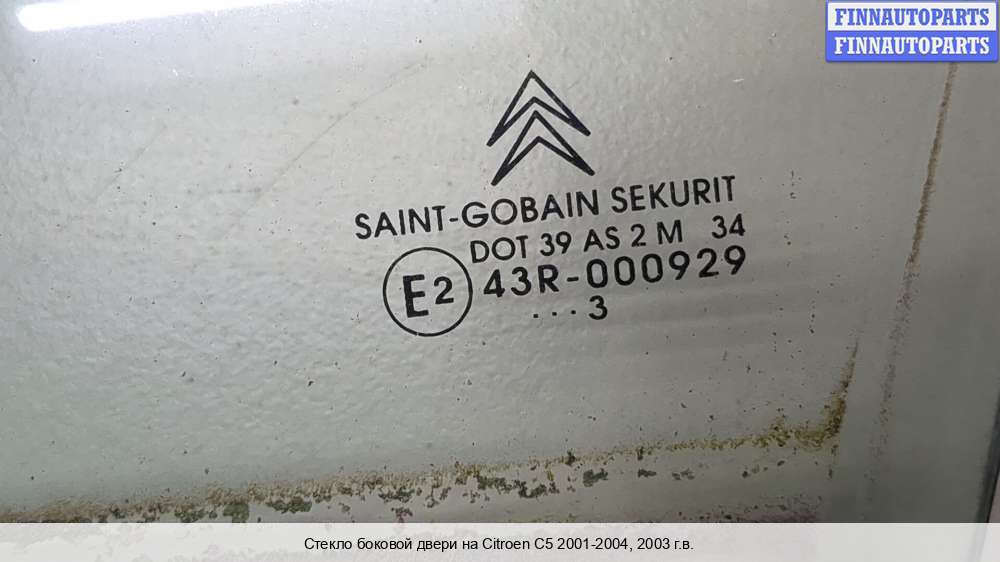 FINNAUTOPARTS
FINNAUTOPARTS
SAINT-GOBAIN SEKURIT
DOT 39 AS 2 M 34
E2 43R-000929
...3
Стекло боковой двери на Citroen C5 2001-2004, 2003 г.в.